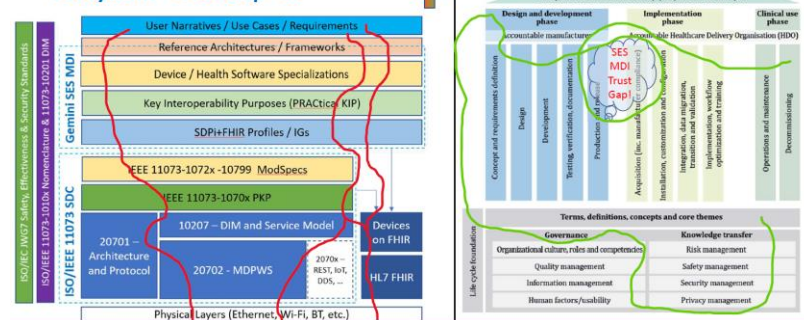 User Narratives / Use Cases / Requirements
Reference Architectures / Frameworks
Device / Health Software Specializations
Key Interoperability Purposes (PRACtical KIP)
SDPi+FHIR Profiles / IGs
IEEE 11073-1072x -10799 ModSpecs
IEEE 11073-1070x PKP
10207 – DIM and Service Model
20701 –
Architecture
and Protocol
20702 - MDPWS
2070x –
REST, IoT,
DDS, ...
Devices
on FHIR
HL7 FHIR
Physical Layers (Ethernet, Wi-Fi, BT, etc.)
ISO/IEC JWG7 Safety, Effectiveness & Security Standards
ISO/IEEE 11073-1010x Nomenclature & 11073-10201 DIM
Gemini SES MDI
ISO/IEEE 11073 SDC
Design and development
phase
Implementation
phase
Clinical use
phase
Accountable manufacturer
Accountable Healthcare Delivery Organisation (HDO)
SES
MDI
Trust
Gap!
Concept and requirements definition
Design
Development
Testing, verification, documentation
Production and release
Acquisition (inc. manufacturer compliance)
Installation, customization and configuration
Integration, data migration,
transition and validation
Implementation, workflow
optimization and training
Operations and maintenance
Decommissioning
Life cycle foundation
Terms, definitions, concepts and core themes
Governance
Organizational culture, roles and competencies
Quality management
Information management
Human factors/usability
Knowledge transfer
Risk management
Safety management
Security management
Privacy management